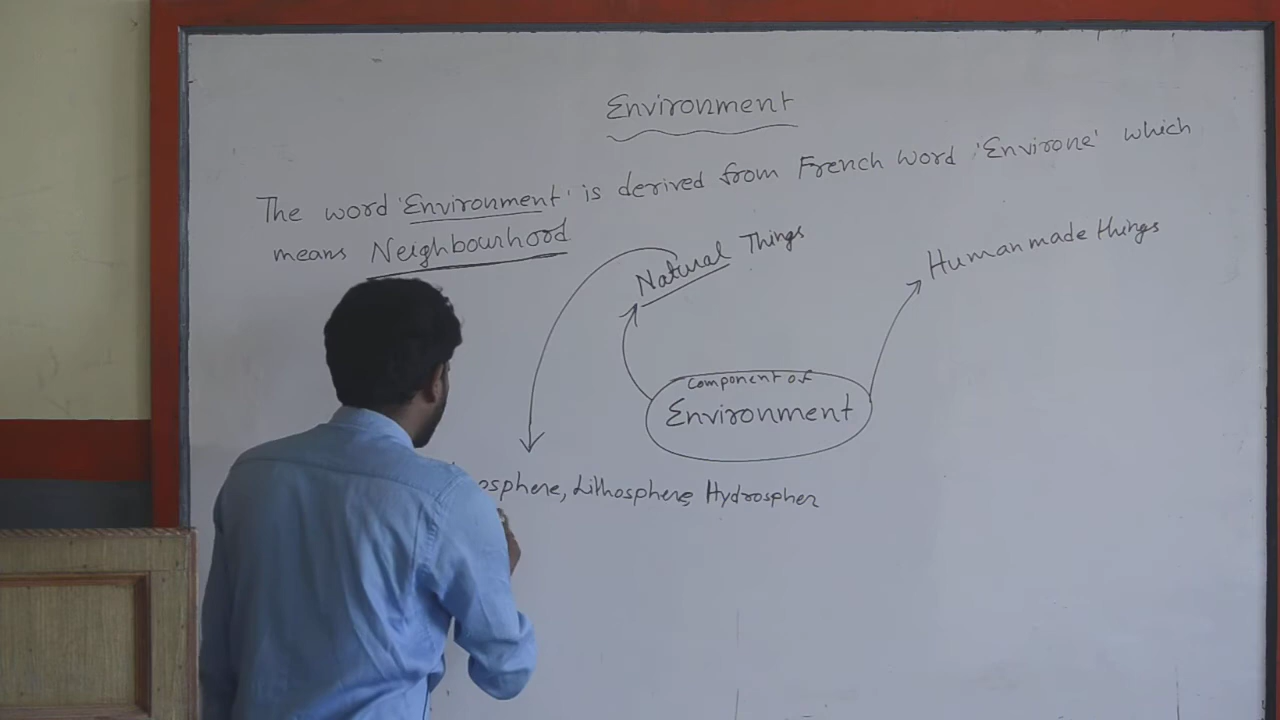 Environment
The word 'Environment' is derived from French word 'Environe' which
means Neighbourhood
Natural Things
Human made things
component of
Environment
osphere, Lithosphere, Hydrospher